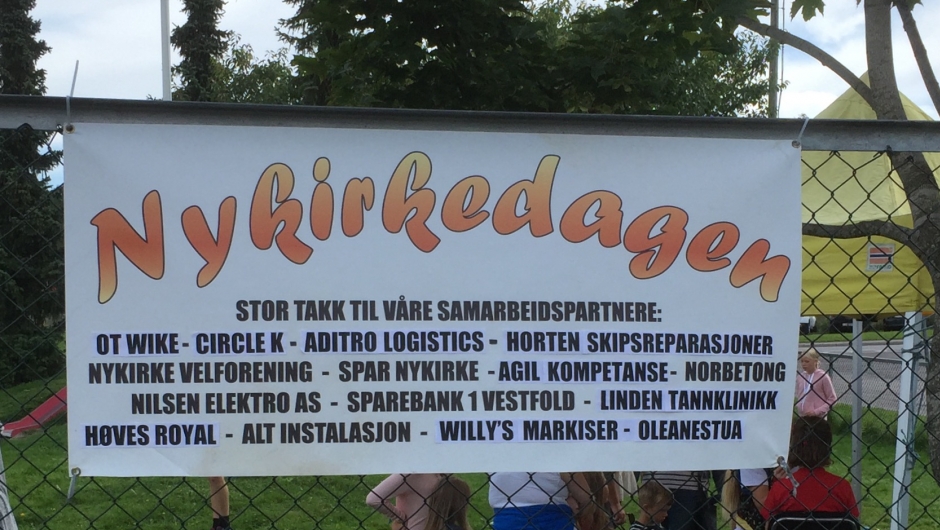 Nykirkedagen
STOR TAKK TIL VÅRE SAMARBEIDSPARTNERE:
OT WIKE - CIRCLE K - ADITRO LOGISTICS - HORTEN SKIPSREPARASJONER
NYKIRKE VELFORENING - SPAR NYKIRKE - AGIL KOMPETANSE - NORBETONG
NILSEN ELEKTRO AS - SPAREBANK 1 VESTFOLD - LINDEN TANNKLINIKK
HØVES ROYAL - ALT INSTALASJON - WILLY'S MARKISER - OLEANESTUA